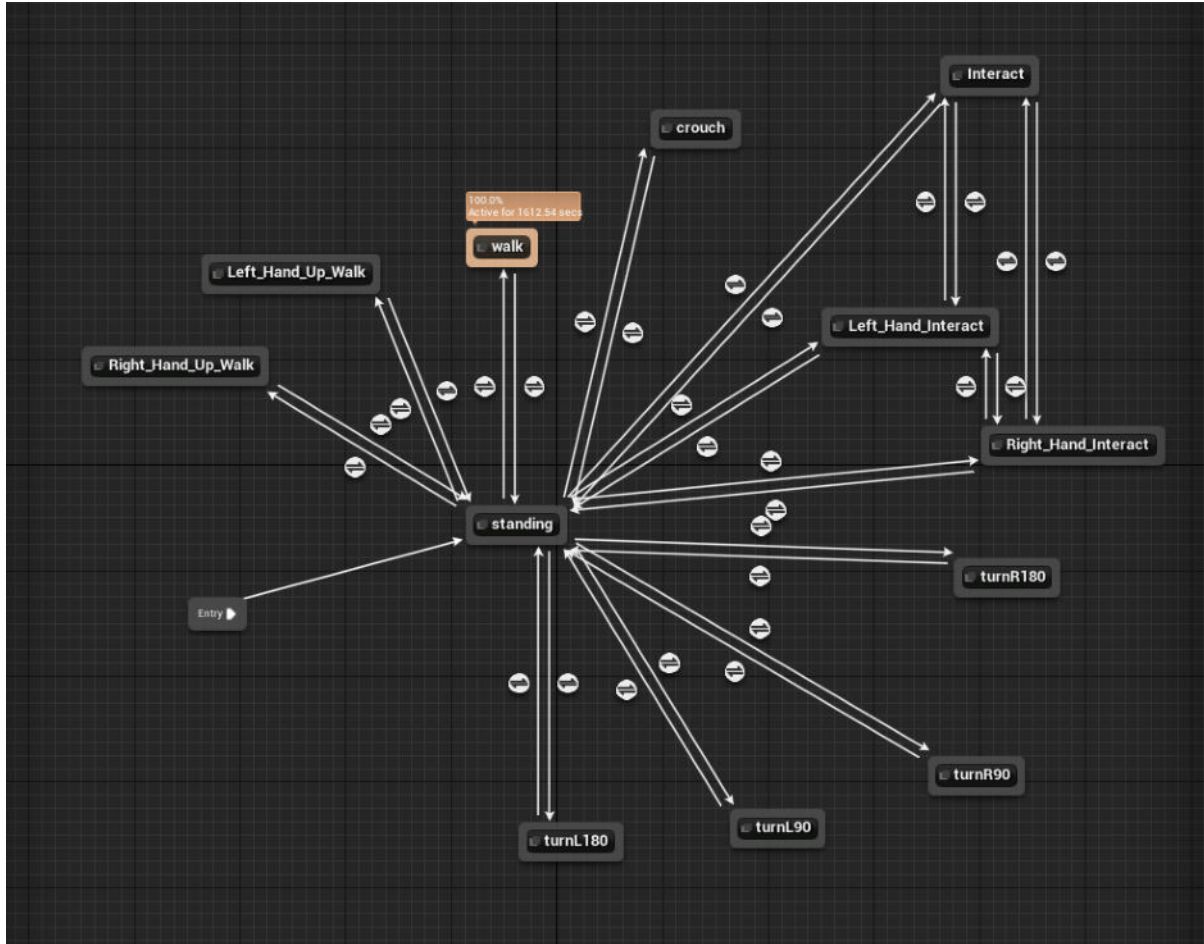 Interact
crouch
100.0%
Active for 1612.54 secs
walk
Left_Hand_Up_Walk
Left_Hand_Interact
Right_Hand_Up_Walk
Right_Hand_Interact
standing
turnR180
Entry
turnR90
turnL90
turnL180